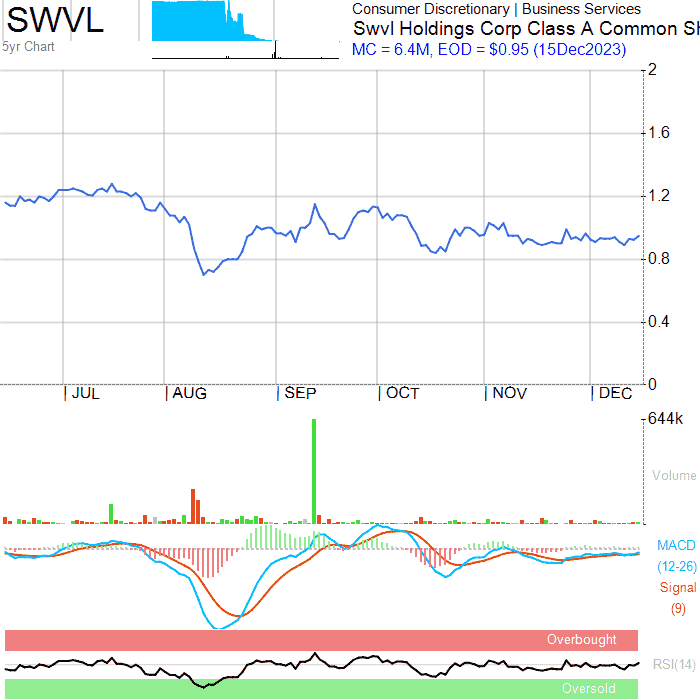 SWVL
5yr Chart
Consumer Discretionary | Business Services
Swvl Holdings Corp Class A Common Sh
MC = 6.4M, EOD = $0.95 (15Dec2023)
2
1.6
1.2
0.8
0.4
0
JUL AUG SEP OCT NOV DEC
644k
Volume
MACD
(12-26)
Signal
(9)
Overbought
RSI(14)
Oversold